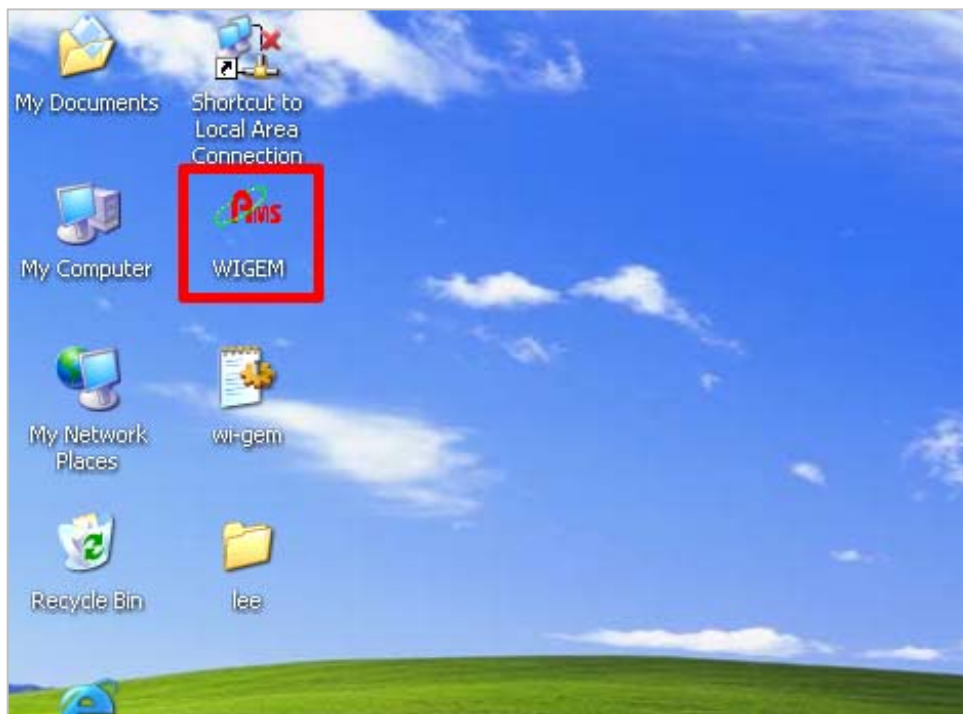 My Documents
Shortcut to
Local Area
Connection
My Computer
AMS
WIGEM
My Network
Places
wi-gem
Recycle Bin
lee